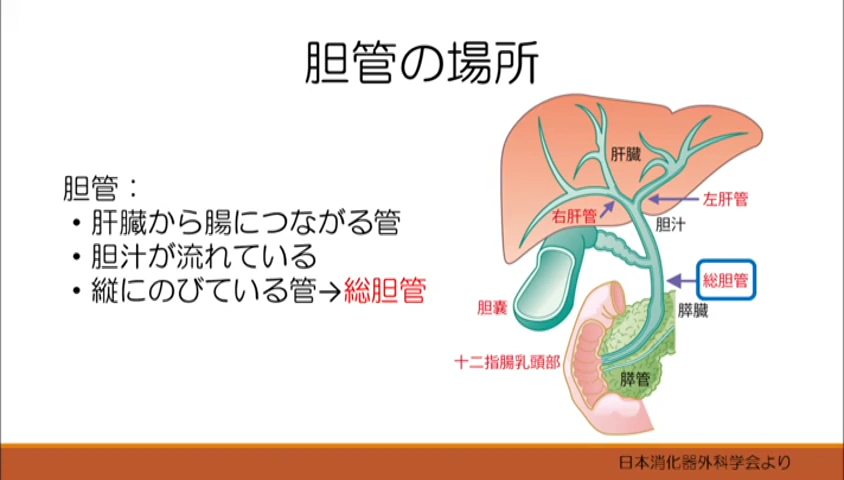 胆管の場所
胆管：
・肝臓から腸につながる管
・胆汁が流れている
・縦にのびている管→総胆管
肝臓
左肝管
右肝管
胆汁
総胆管
胆嚢
膵臓
十二指腸乳頭部
膵管
日本消化器外科学会より